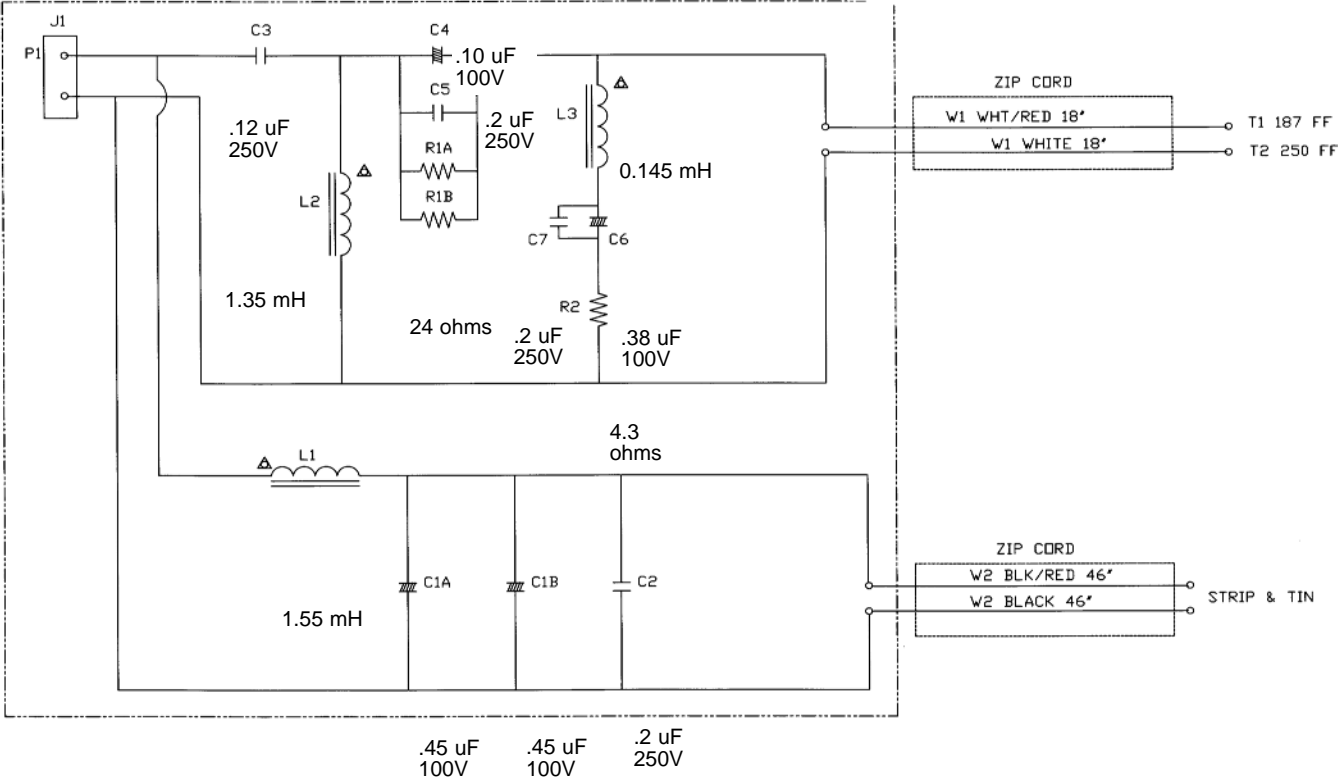 J1
P1
C3
C4
.10 uF
100V
C5
.12 uF
250V
.2 uF
250V
R1A
R1B
L2
L3
0.145 mH
C7
C6
1.35 mH
24 ohms
R2
.2 uF
250V
.38 uF
100V
ZIP CORD
W1 WHT/RED 18"
W1 WHITE 18"
T1 187 FF
T2 250 FF
4.3
ohms
L1
C1A
C1B
C2
1.55 mH
ZIP CORD
W2 BLK/RED 46"
W2 BLACK 46"
STRIP & TIN
.45 uF
100V
.45 uF
100V
.2 uF
250V